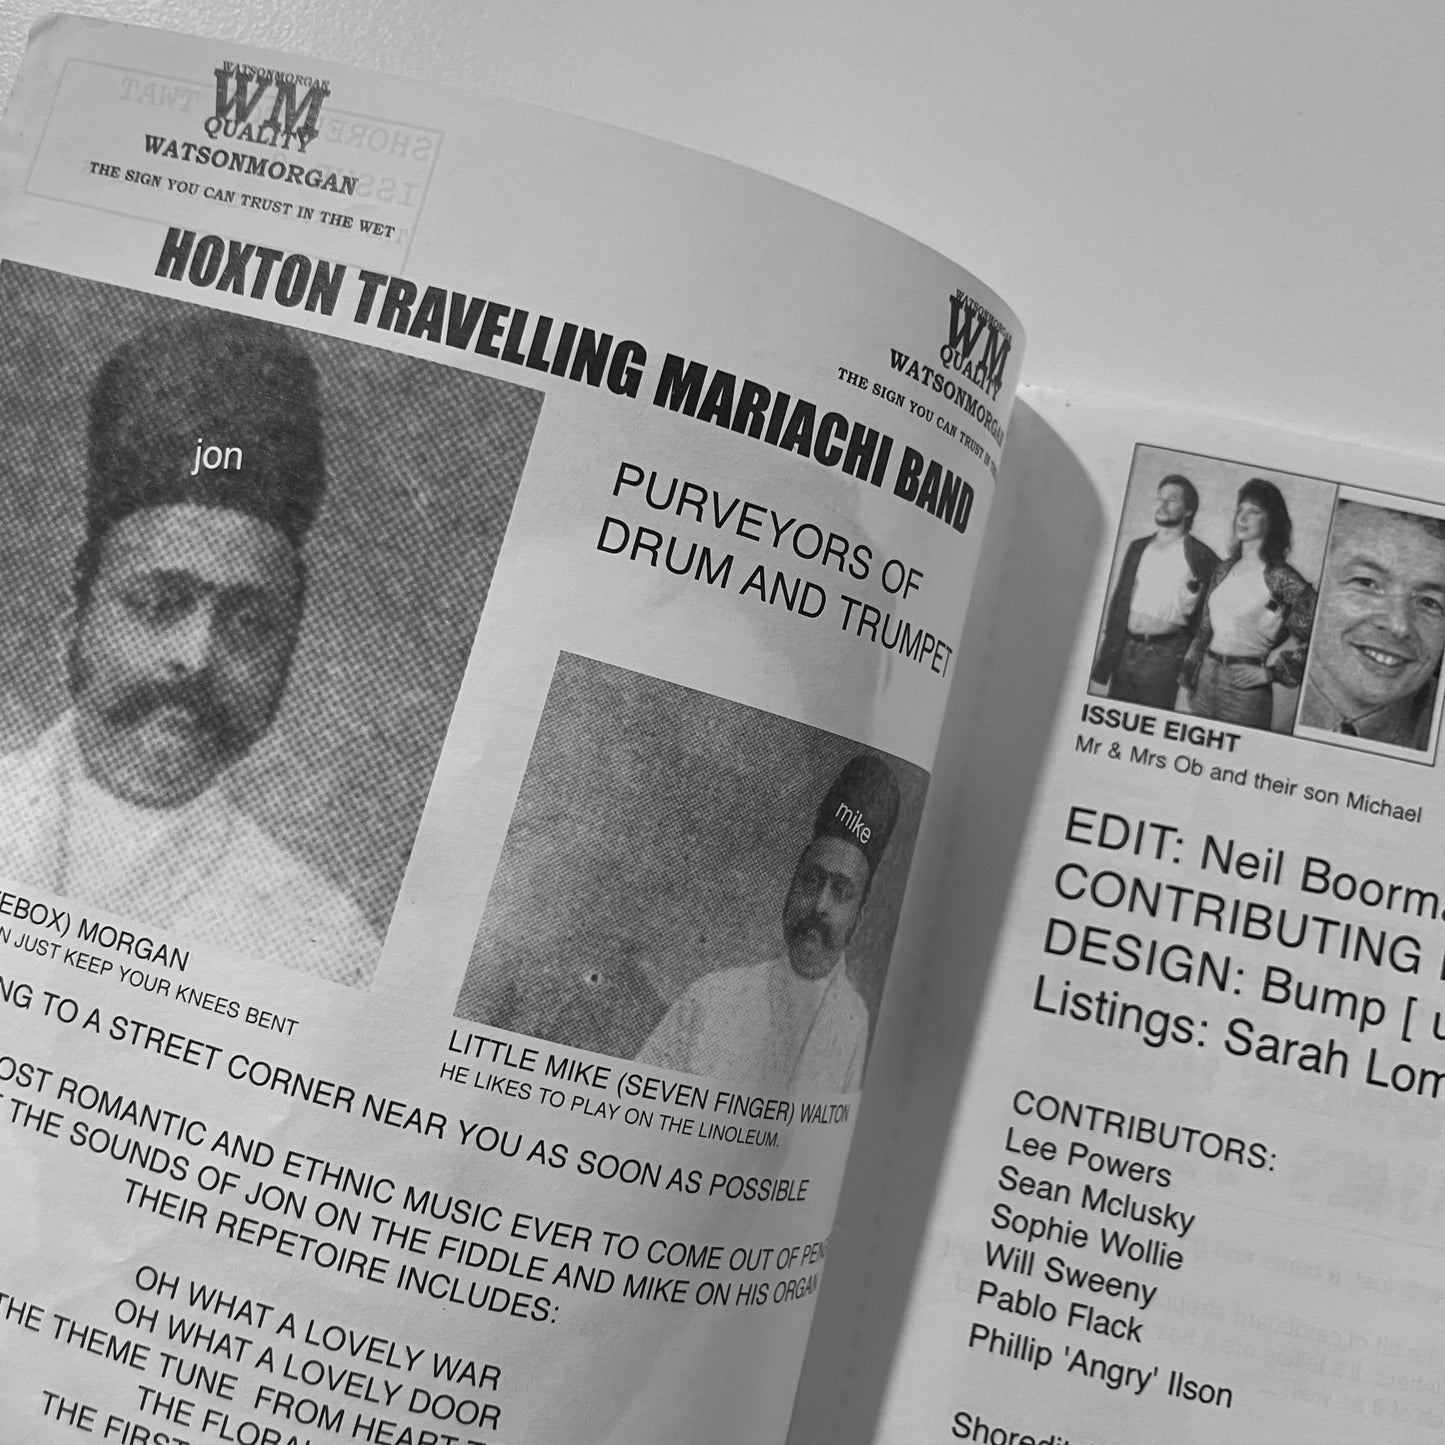 WATSONMORGAN
WM
QUALITY
WATSONMORGAN
THE SIGN YOU CAN TRUST IN THE WET
HOXTON TRAVELLING MARIACHI BAND
WATSONMORGAN
WM
QUALITY
WATSONMORGAN
THE SIGN YOU CAN TRUST IN
PURVEYORS OF
DRUM AND TRUMPET
jon
mike
EBOX) MORGAN
N JUST KEEP YOUR KNEES BENT
LITTLE MIKE (SEVEN FINGER) WALTON
HE LIKES TO PLAY ON THE LINOLEUM.
NG TO A STREET CORNER NEAR YOU AS SOON AS POSSIBLE
OST ROMANTIC AND ETHNIC MUSIC EVER TO COME OUT OF PENG
THE SOUNDS OF JON ON THE FIDDLE AND MIKE ON HIS ORGAN
THEIR REPETOIRE INCLUDES:
OH WHAT A LOVELY WAR
OH WHAT A LOVELY DOOR
THE THEME TUNE FROM HEART
THE FLORAL
THE FIRST
ISSUE EIGHT
Mr & Mrs Ob and their son Michael
EDIT: Neil Boorma
CONTRIBUTING
DESIGN: Bump [ u
Listings: Sarah Lom
CONTRIBUTORS:
Lee Powers
Sean Mclusky
Sophie Wollie
Will Sweeny
Pablo Flack
Phillip 'Angry' Ilson
Shoredit